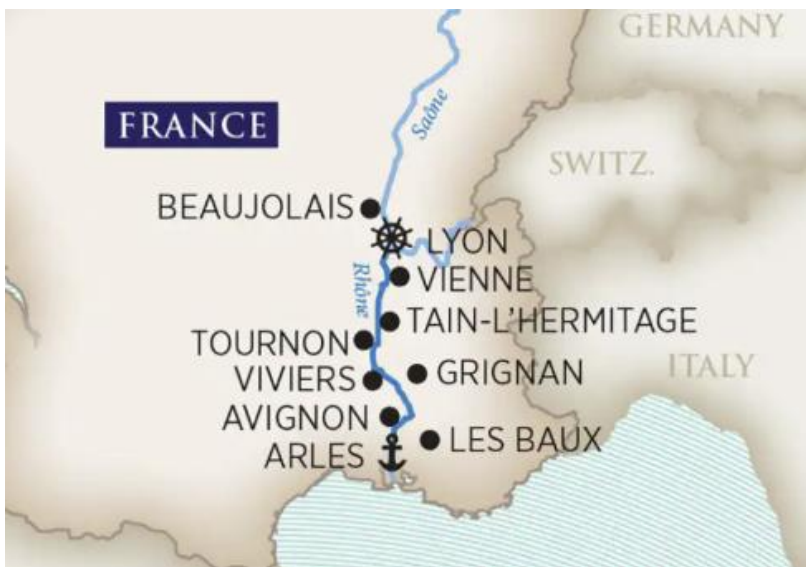 GERMANY
Saône
FRANCE
SWITZ.
BEAUJOLAIS
LYON
Rhône
VIENNE
TAIN-L'HERMITAGE
TOURNON
ITALY
GRIGNAN
VIVIERS
AVIGNON
LES BAUX
ARLES